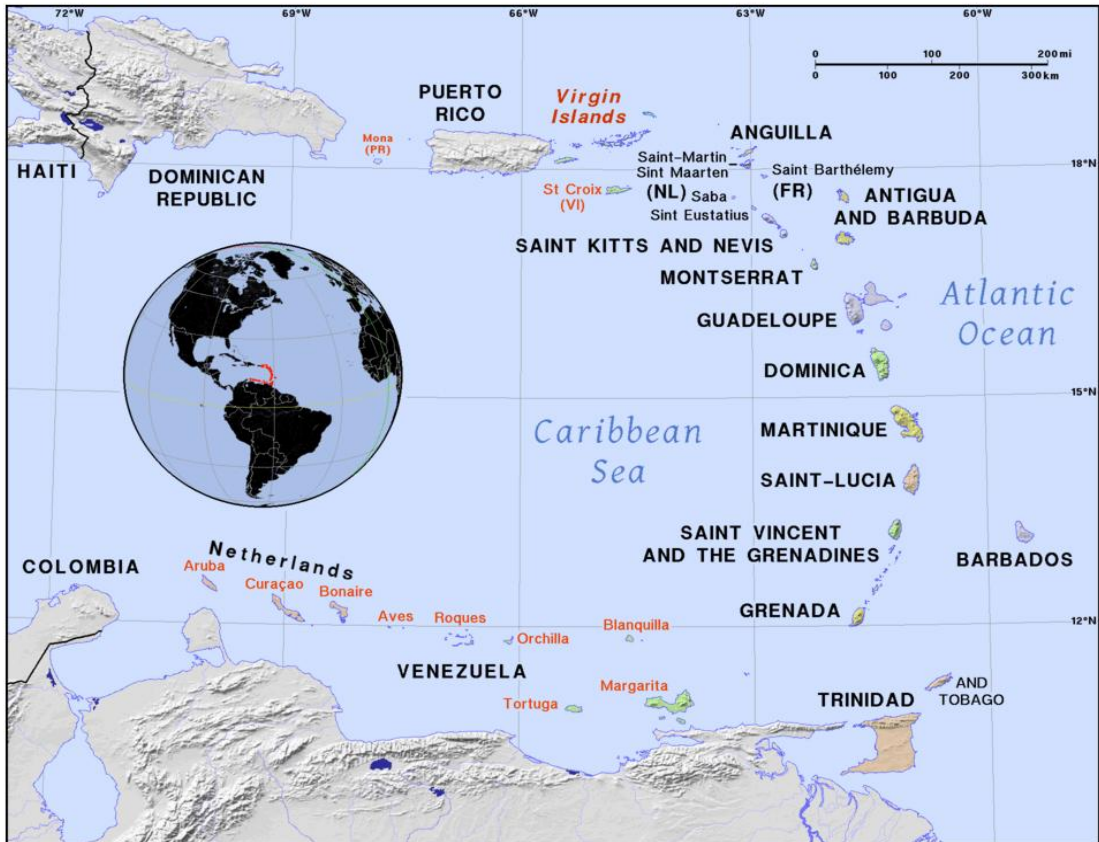 72°W
69°W
66°W
63°W
60°W
0 100 200 mi
0 100 200 300 km
PUERTO
RICO
Virgin
Islands
ANGUILLA
Mona
(PR)
Saint-Martin
Sint Maarten
Saint Barthélemy
18°N
HAITI
DOMINICAN
REPUBLIC
St Croix
(VI)
(NL)
Saba
(FR)
Sint Eustatius
ANTIGUA
AND BARBUDA
SAINT KITTS AND NEVIS
MONTSERRAT
Atlantic
Ocean
GUADELOUPE
DOMINICA
15°N
Caribbean
Sea
MARTINIQUE
SAINT-LUCIA
SAINT VINCENT
AND THE GRENADINES
BARBADOS
Netherlands
COLOMBIA
Aruba
Curaçao
Bonaire
Aves
Roques
Orchilla
Blanquilla
GRENADA
12°N
VENEZUELA
Tortuga
Margarita
TRINIDAD
AND
TOBAGO